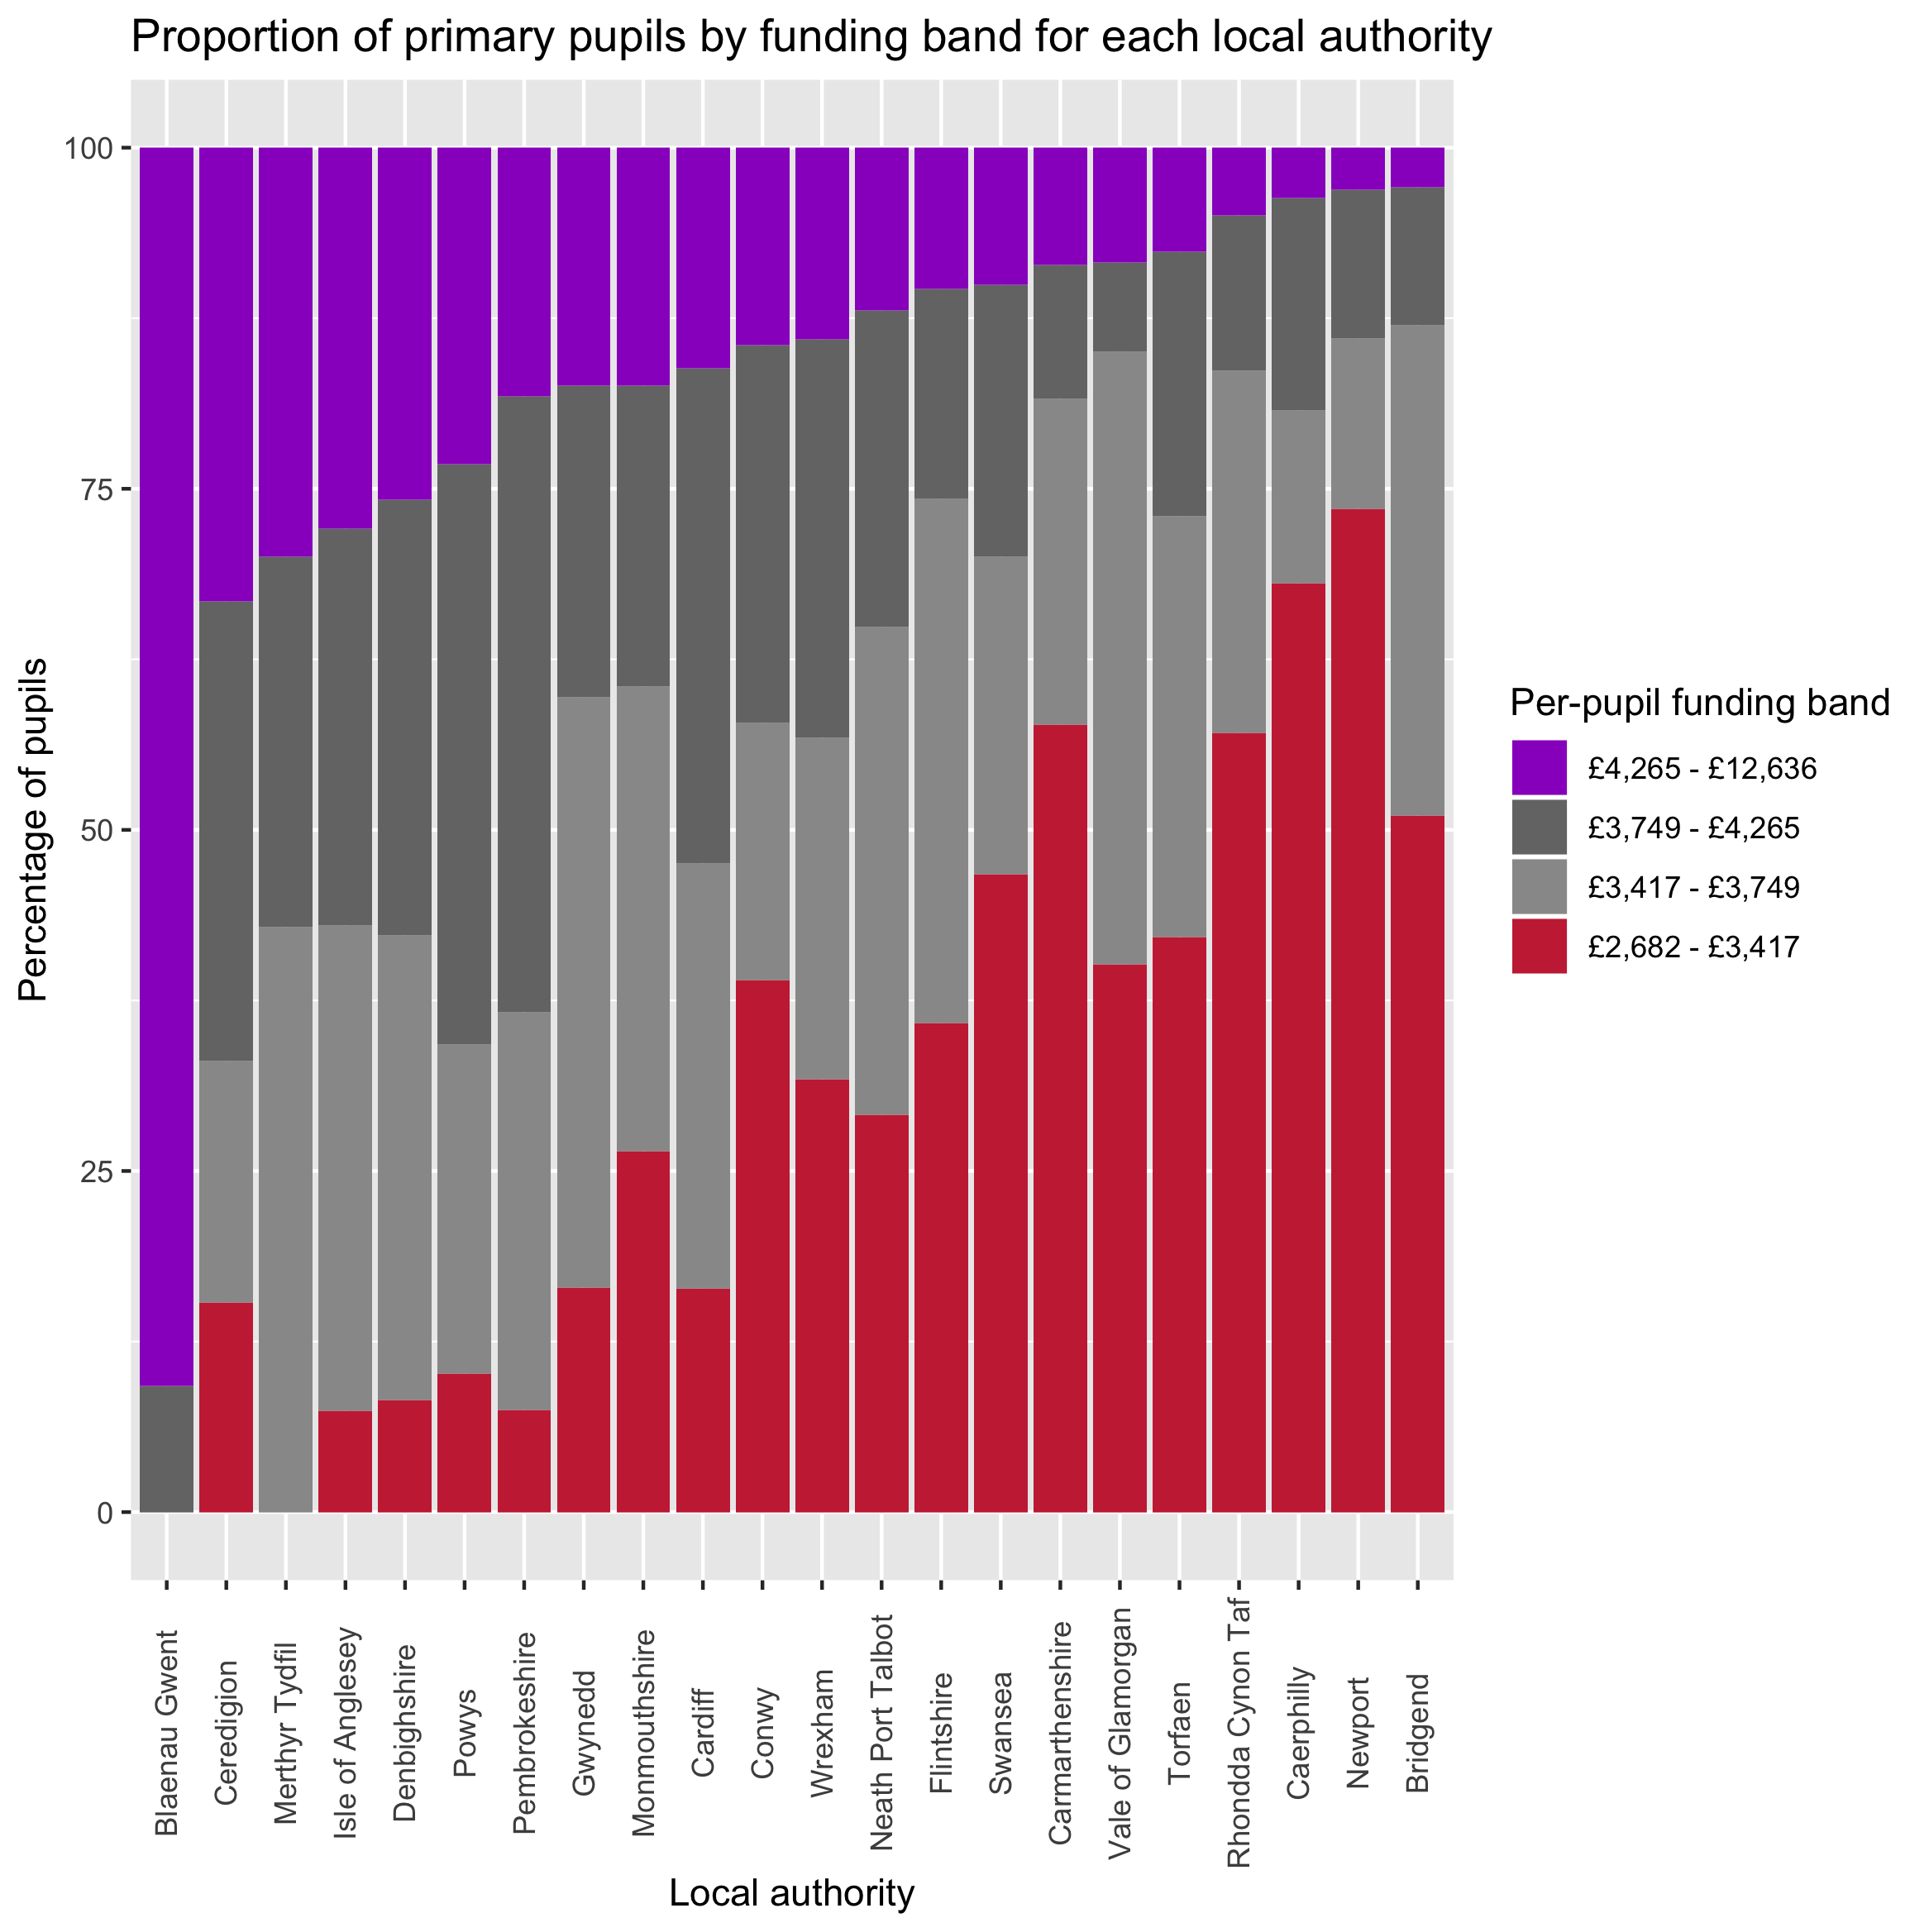 Proportion of primary pupils by funding band for each local authority
Percentage of pupils
100
75
50
25
0
Per-pupil funding band
£4,265 - £12,636
£3,749 - £4,265
£3,417 - £3,749
£2,682 - £3,417
Blaenau Gwent
Ceredigion
Merthyr Tydfil
Isle of Anglesey
Denbighshire
Powys
Pembrokeshire
Gwynedd
Monmouthshire
Cardiff
Conwy
Wrexham
Neath Port Talbot
Flintshire
Swansea
Carmarthenshire
Vale of Glamorgan
Torfaen
Rhondda Cynon Taf
Caerphilly
Newport
Bridgend
Local authority